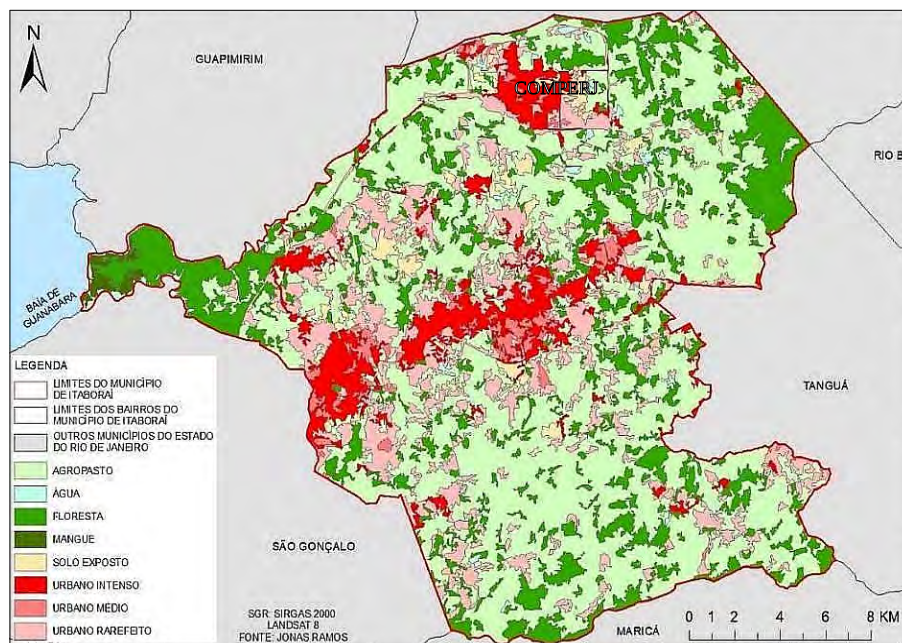 N
GUAPIMIRIM
COMPERJ
RIO B
BAÍA DE
GUANABARA
TANGUÁ
LEGENDA
LIMITES DO MUNICÍPIO
DE ITABORAÍ
LIMITES DOS BAIRROS DO
MUNICÍPIO DE ITABORAÍ
OUTROS MUNICÍPIOS DO ESTADO
DO RIO DE JANEIRO
AGROPASTO
ÁGUA
FLORESTA
MANGUE
SOLO EXPOSTO
URBANO INTENSO
URBANO MÉDIO
URBANO RAREFEITO
SÃO GONÇALO
SGR: SIRGAS 2000
LANDSAT 8
FONTE: JONAS RAMOS
MARICÁ
0 1 2 4 6 8 KM